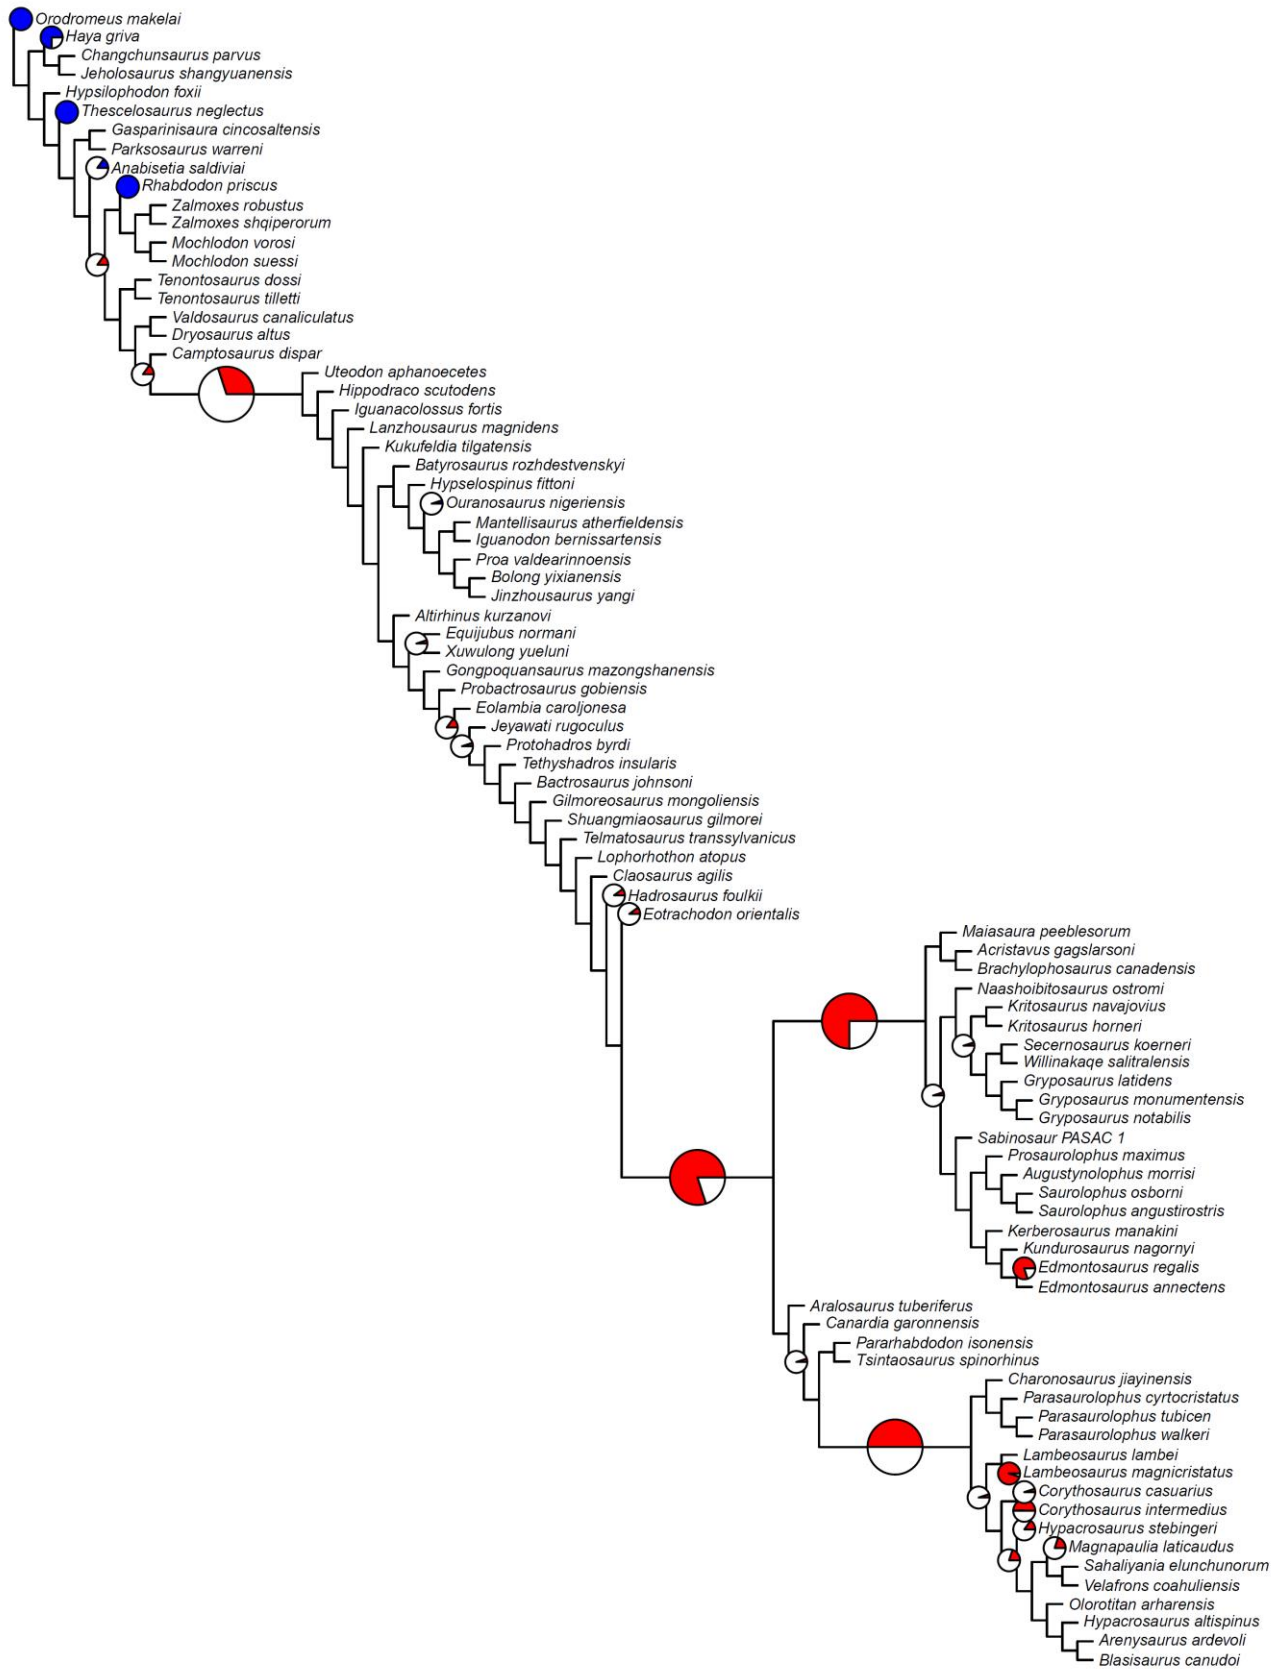 Orodromeus makelai
Haya griva
Changchunsaurus parvus
Jeholosaurus shangyuanensis
Hypsilophodon foxii
Thescelosaurus neglectus
Gasparinisaura cincosaltensis
Parksosaurus warreni
Anabisetia saldiviai
Rhabdodon priscus
Zalmoxes robustus
Zalmoxes shqiperorum
Mochlodon vorosi
Mochlodon suessi
Tenontosaurus dossi
Tenontosaurus tilletti
Valdosaurus canaliculatus
Dryosaurus altus
Camptosaurus dispar
Uteodon aphanoecetes
Hippodraco scutodens
Iguanacolossus fortis
Lanzhousaurus magnidens
Kukufeldia tilgatensis
Batyrosaurus rozhdestvenskyi
Hypselospinus fittoni
Ouranosaurus nigeriensis
Mantellisaurus atherfieldensis
Iguanodon bernissartensis
Proa valdearinnoensis
Bolong yixianensis
Jinzhousaurus yangi
Altirhinus kurzanovi
Equijubus normani
Xuwulong yueluni
Gongpoquansaurus mazongshanensis
Probactrosaurus gobiensis
Eolambia caroljonesa
Jeyawati rugoculus
Protohadros byrdi
Tethyshadros insularis
Bactrosaurus johnsoni
Gilmoreosaurus mongoliensis
Shuangmiaosaurus gilmorei
Telmatosaurus transsylvanicus
Lophorhothon atopus
Claosaurus agilis
Hadrosaurus foulkii
Eotrachodon orientalis
Maiasaura peeblesorum
Acristavus gagslarsoni
Brachylophosaurus canadensis
Naashoibitosaurus ostromi
Kritosaurus navajovius
Kritosaurus horneri
Secernosaurus koerneri
Willinakaqe salitralensis
Gryposaurus latidens
Gryposaurus monumentensis
Gryposaurus notabilis
Sabinosaur PASAC 1
Prosaurolophus maximus
Augustynolophus morrisi
Saurolophus osborni
Saurolophus angustirostris
Kerberosaurus manakini
Kundurosaurus nagornyi
Edmontosaurus regalis
Edmontosaurus annectens
Aralosaurus tuberiferus
Canardia garonnensis
Pararhabdodon isonensis
Tsintaosaurus spinorhinus
Charonosaurus jiayinensis
Parasaurolophus cyrtocristatus
Parasaurolophus tubicen
Parasaurolophus walkeri
Lambeosaurus lambei
Lambeosaurus magnicristatus
Corythosaurus casuarius
Corythosaurus intermedius
Hypacrosaurus stebingeri
Magnapaulia laticaudus
Sahaliyania elunchunorum
Velafrons coahuliensis
Olorotitan arharensis
Hypacrosaurus altispinus
Arenysaurus ardevoli
Blasisaurus canudoi